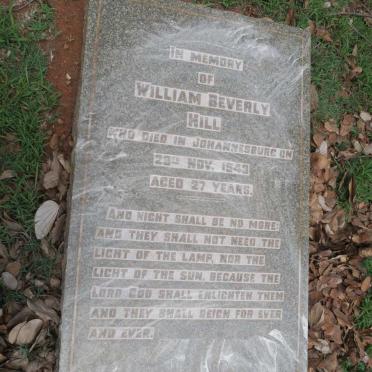 IN MEMORY
OF
WILLIAM BEVERLY
HILL
WHO DIED IN JOHANNESBURG ON
23RD NOV. 1943
AGED 27 YEARS.
AND NIGHT SHALL BE NO MORE:
AND THEY SHALL NOT NEED THE
LIGHT OF THE LAMP, NOR THE
LIGHT OF THE SUN, BECAUSE THE
LORD GOD SHALL ENLIGHTEN THEM
AND THEY SHALL REIGN FOR EVER
AND EVER.